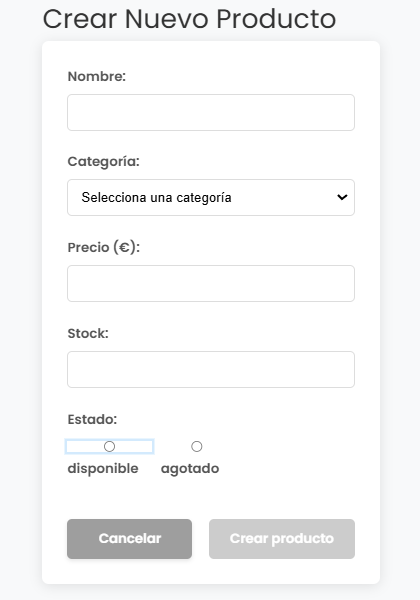 Crear Nuevo Producto
Nombre:
Categoría:
Selecciona una categoría
Precio (€):
Stock:
Estado:
disponible agotado
Cancelar Crear producto